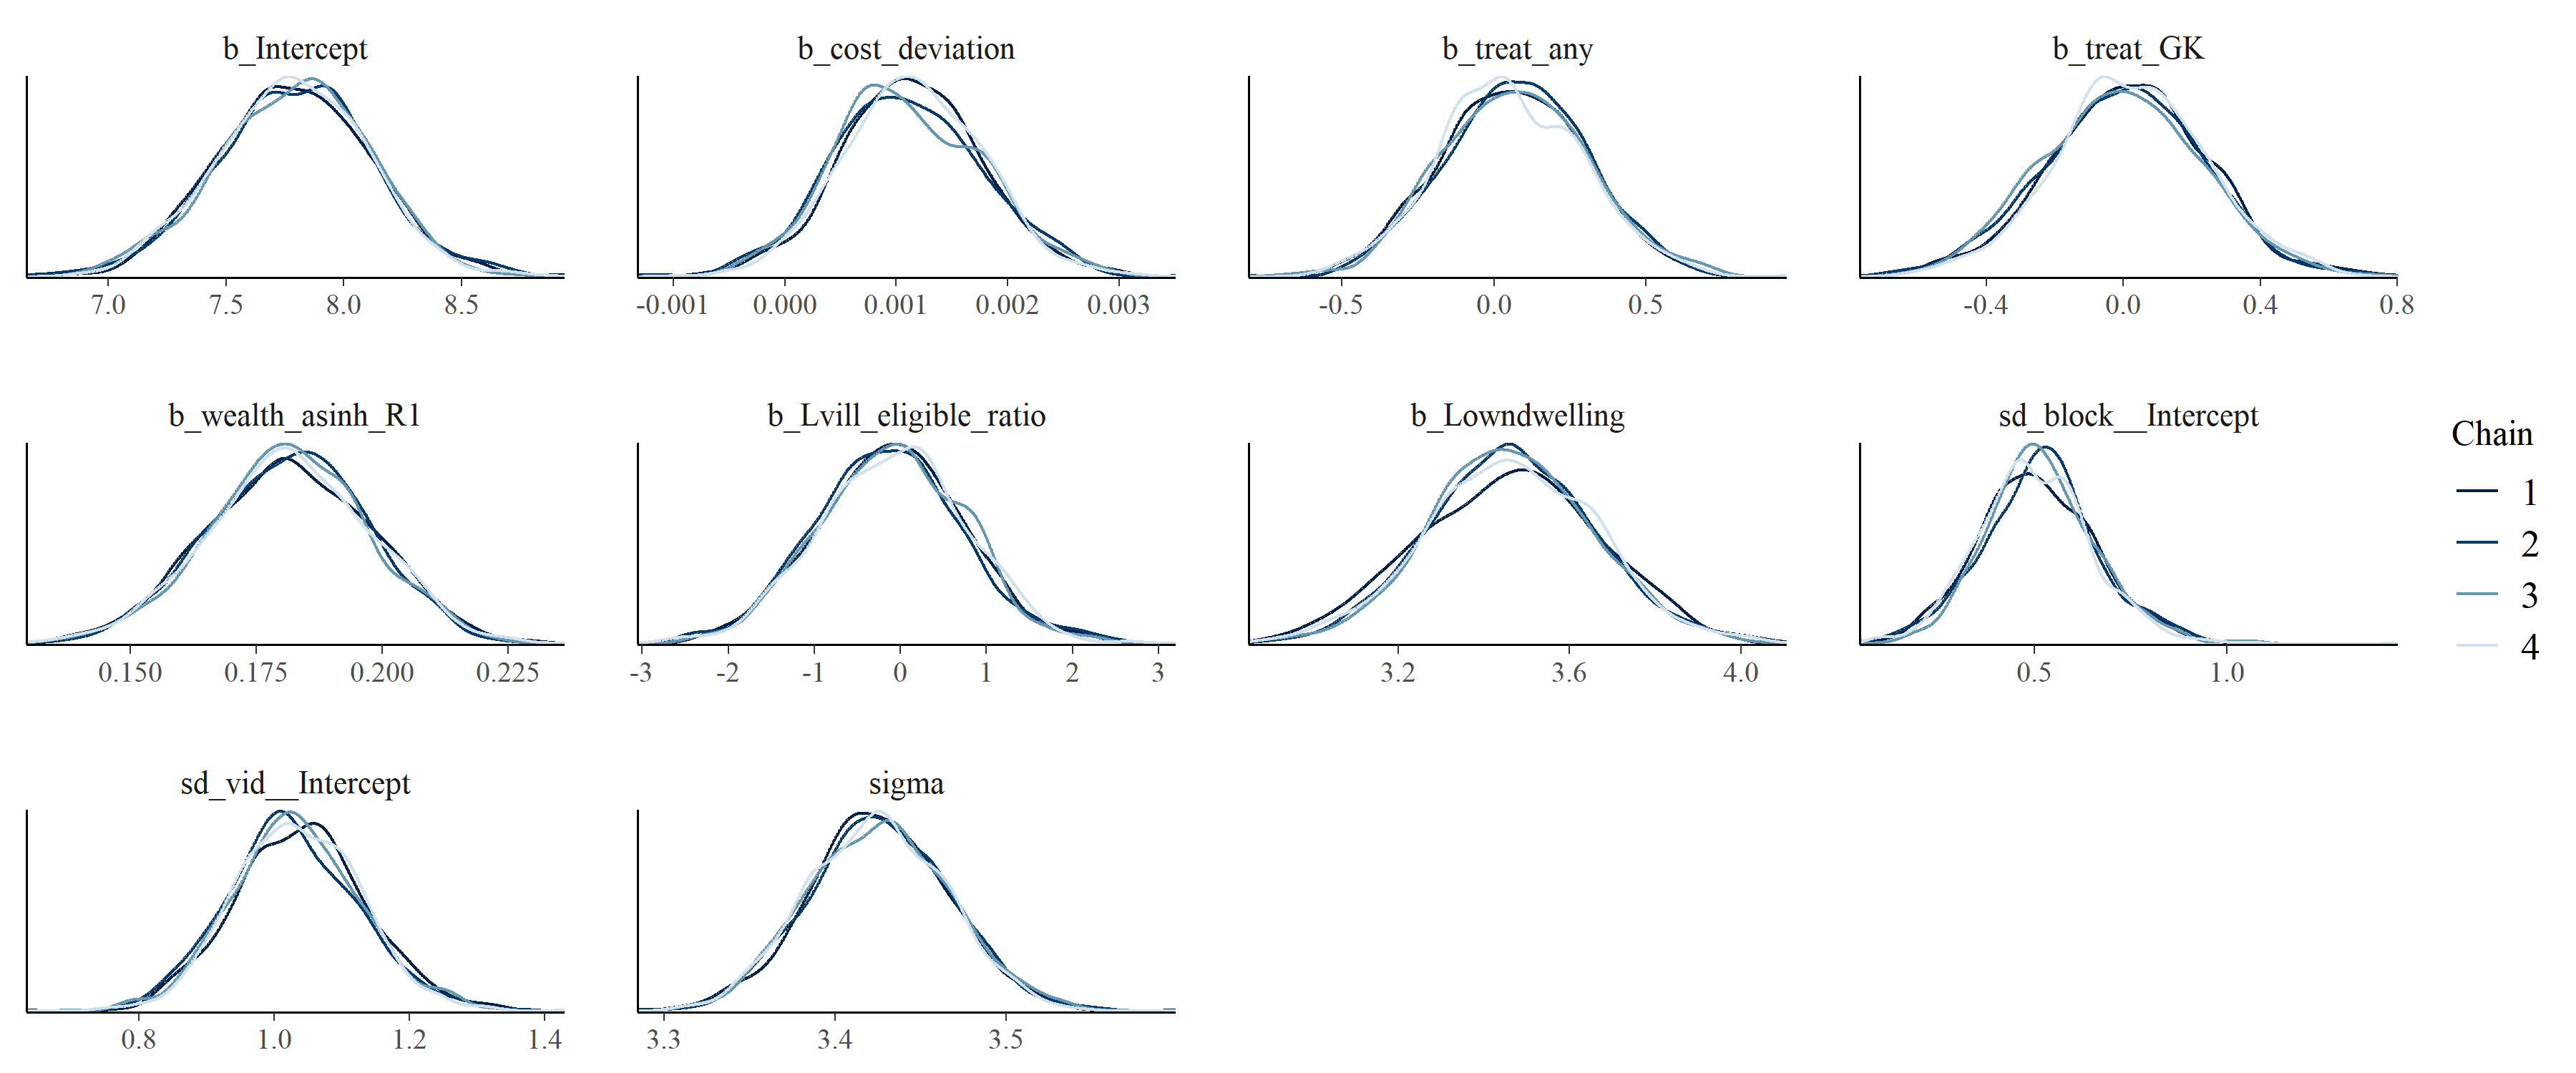 b_Intercept
b_cost_deviation
b_treat_any
b_treat_GK
7.0 7.5 8.0 8.5
-0.001 0.000 0.001 0.002 0.003
-0.5 0.0 0.5
-0.4 0.0 0.4 0.8
b_wealth_asinh_R1
b_Lvill_eligible_ratio
b_Lowndwelling
sd_block__Intercept
0.150 0.175 0.200 0.225
-3 -2 -1 0 1 2 3
3.2 3.6 4.0
0.5 1.0
Chain
1
2
3
4
sd_vid__Intercept
sigma
0.8 1.0 1.2 1.4
3.3 3.4 3.5